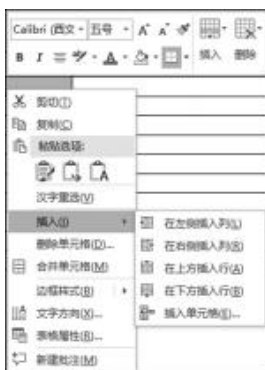 Calibri (西文 五号 A A
B I A 插入 删除
剪切(T)
复制(C)
粘贴选项:
A
汉字重选(V)
插入(I)
删除单元格(D)...
合并单元格(M)
边框样式(B)
文字方向(X)...
表格属性(R)...
新建批注(M)
在左侧插入列(L)
在右侧插入列(R)
在上方插入行(A)
在下方插入行(B)
插入单元格(E)...